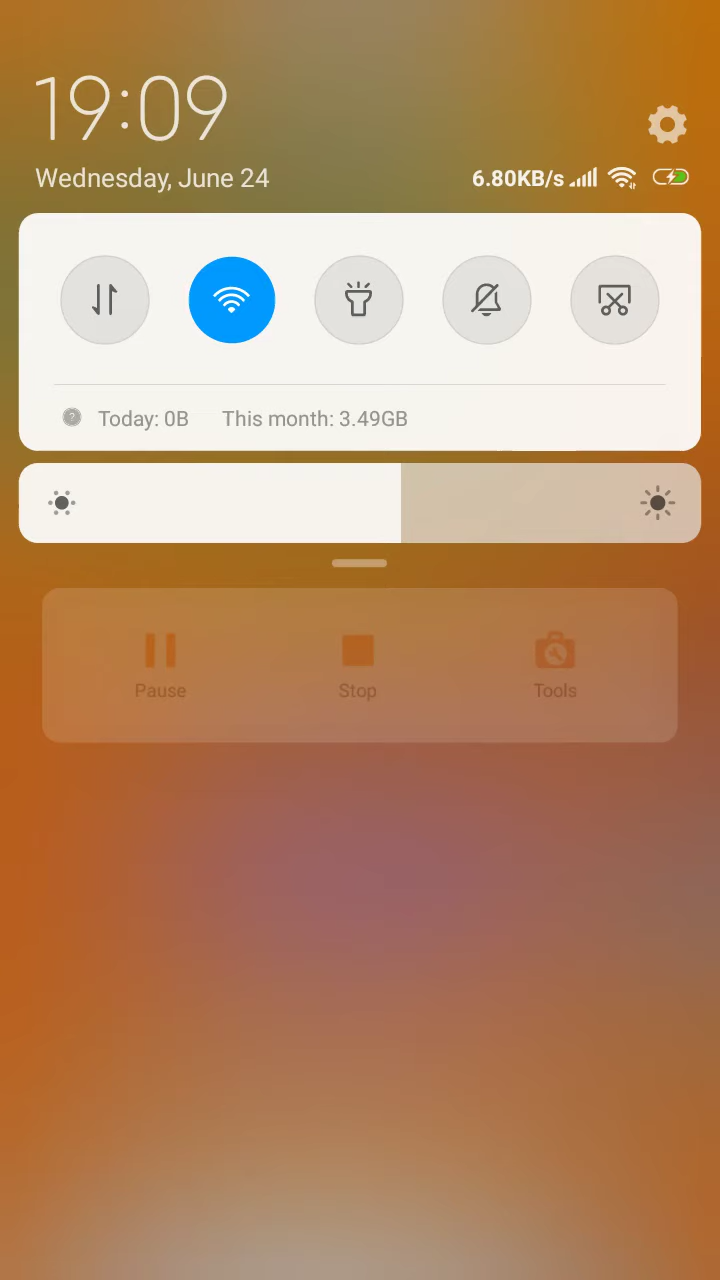 19:09
Wednesday, June 24
6.80KB/s
Today: 0B This month: 3.49GB
Pause Stop Tools